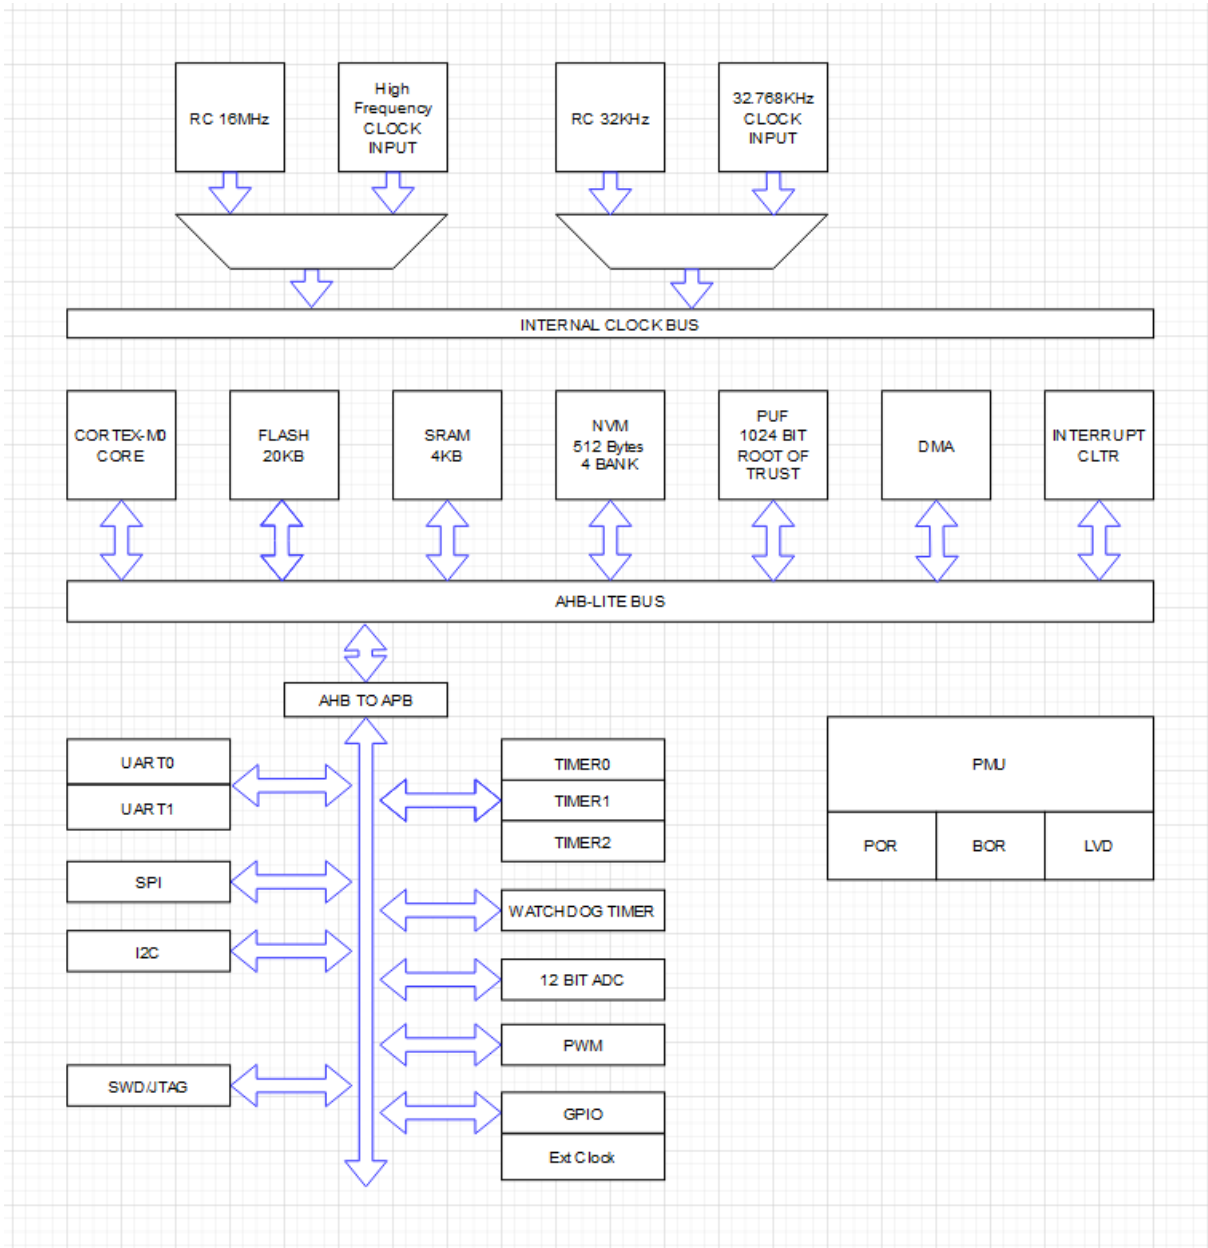 RC 16MHz
High
Frequency
CLOCK
INPUT
RC 32KHz
32.768KHz
CLOCK
INPUT
INTERNAL CLOCK BUS
CORTEX-M0
CORE
FLASH
20KB
SRAM
4KB
NVM
512 Bytes
4 BANK
PUF
1024 BIT
ROOT OF
TRUST
DMA
INTERRUPT
CLTR
AHB-LITE BUS
AHB TO APB
UART0
UART1
SPI
I2C
SWD/JTAG
TIMER0
TIMER1
TIMER2
WATCHDOG TIMER
12 BIT ADC
PWM
GPIO
Ext Clock
PMU
POR
BOR
LVD